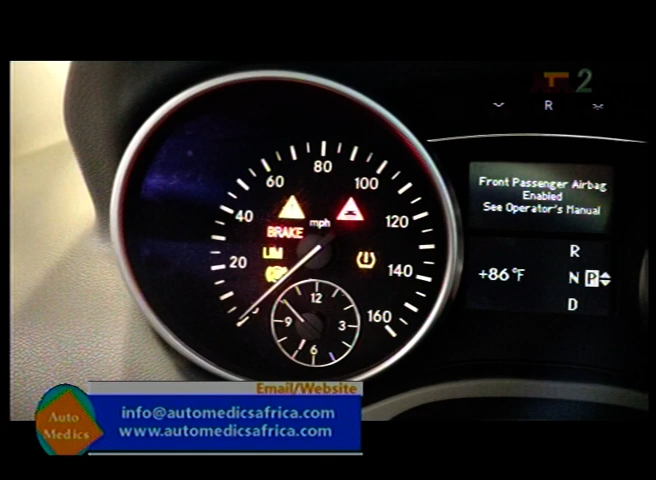 2
R
80
60
100
40
mph
120
BRAKE
LIM
20
140
160
12
9
3
6
Front Passenger Airbag
Enabled
See Operator's Manual
R
+86°F
N P
D
Email/Website
Auto
Medics
info@automedicsafrica.com
www.automedicsafrica.com